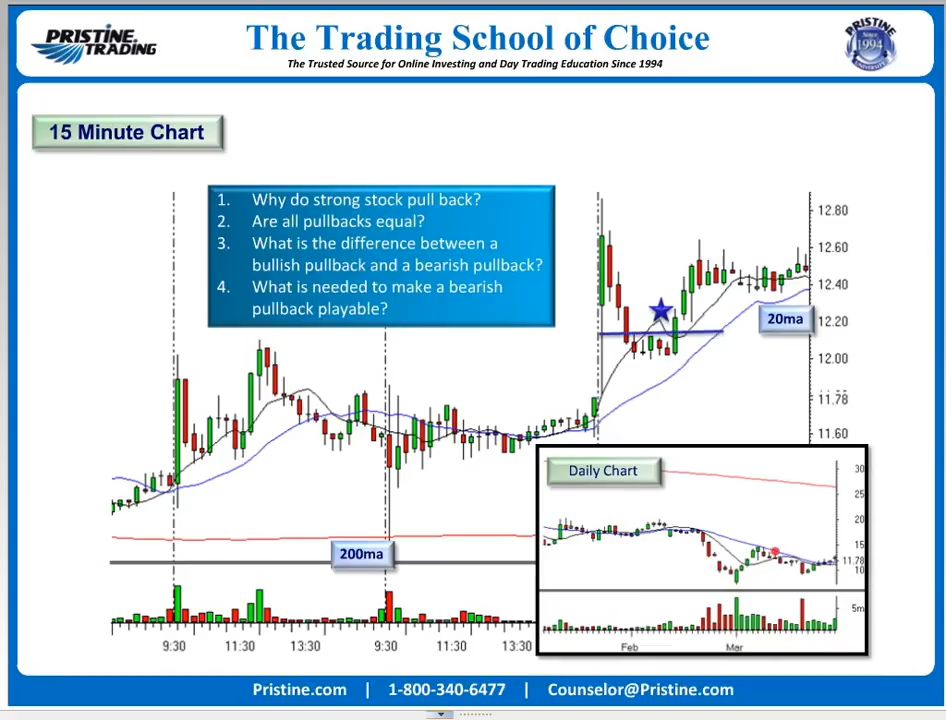 PRISTINE.
TRADING
The Trading School of Choice
The Trusted Source for Online Investing and Day Trading Education Since 1994
PRISTINE
Since
1994
UNIVERSITY
15 Minute Chart
1. Why do strong stock pull back?
2. Are all pullbacks equal?
3. What is the difference between a
bullish pullback and a bearish pullback?
4. What is needed to make a bearish
pullback playable?
12.80
12.60
12.40
20ma
12.20
12.00
11.78
11.60
Daily Chart
30
25
20
15
11.78
10
5m
Feb
Mar
200ma
9:30
11:30
13:30
9:30
11:30
13:30
Pristine.com | 1-800-340-6477 | Counselor@Pristine.com